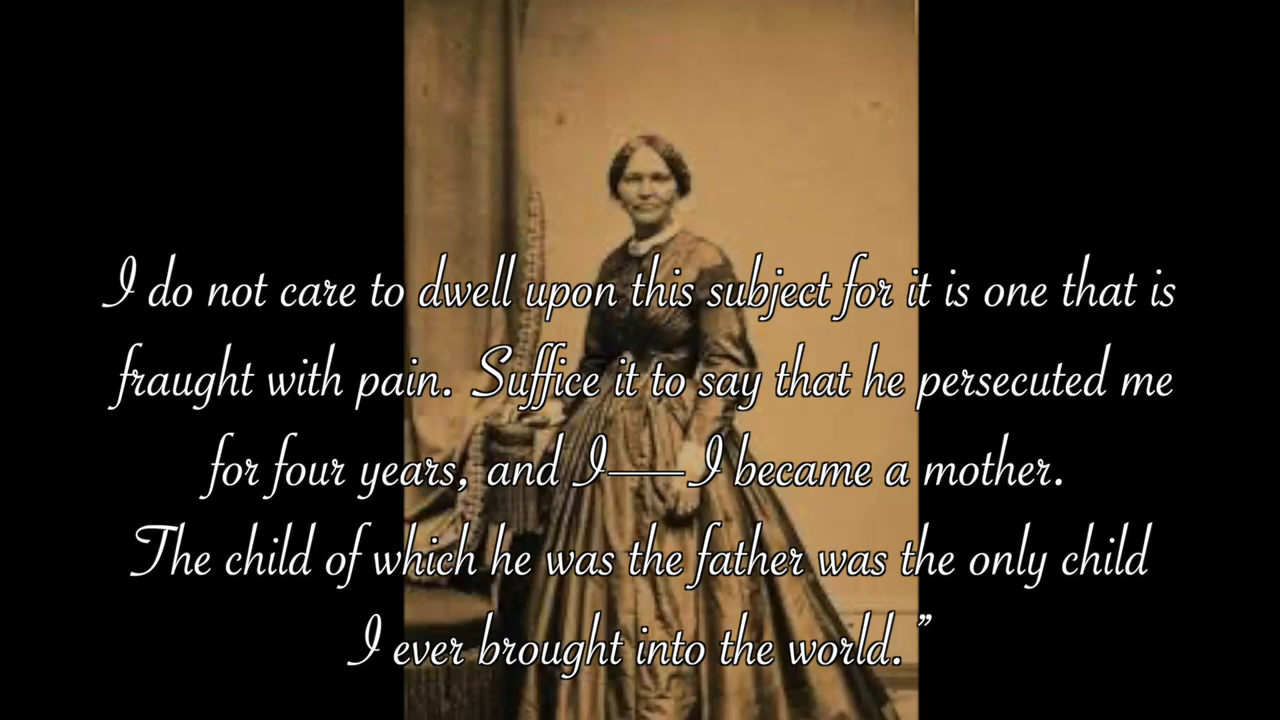 I do not care to dwell upon this subject for it is one that is
fraught with pain. Suffice it to say that he persecuted me
for four years, and I—— I became a mother.
The child of which he was the father was the only child
I ever brought into the world.”